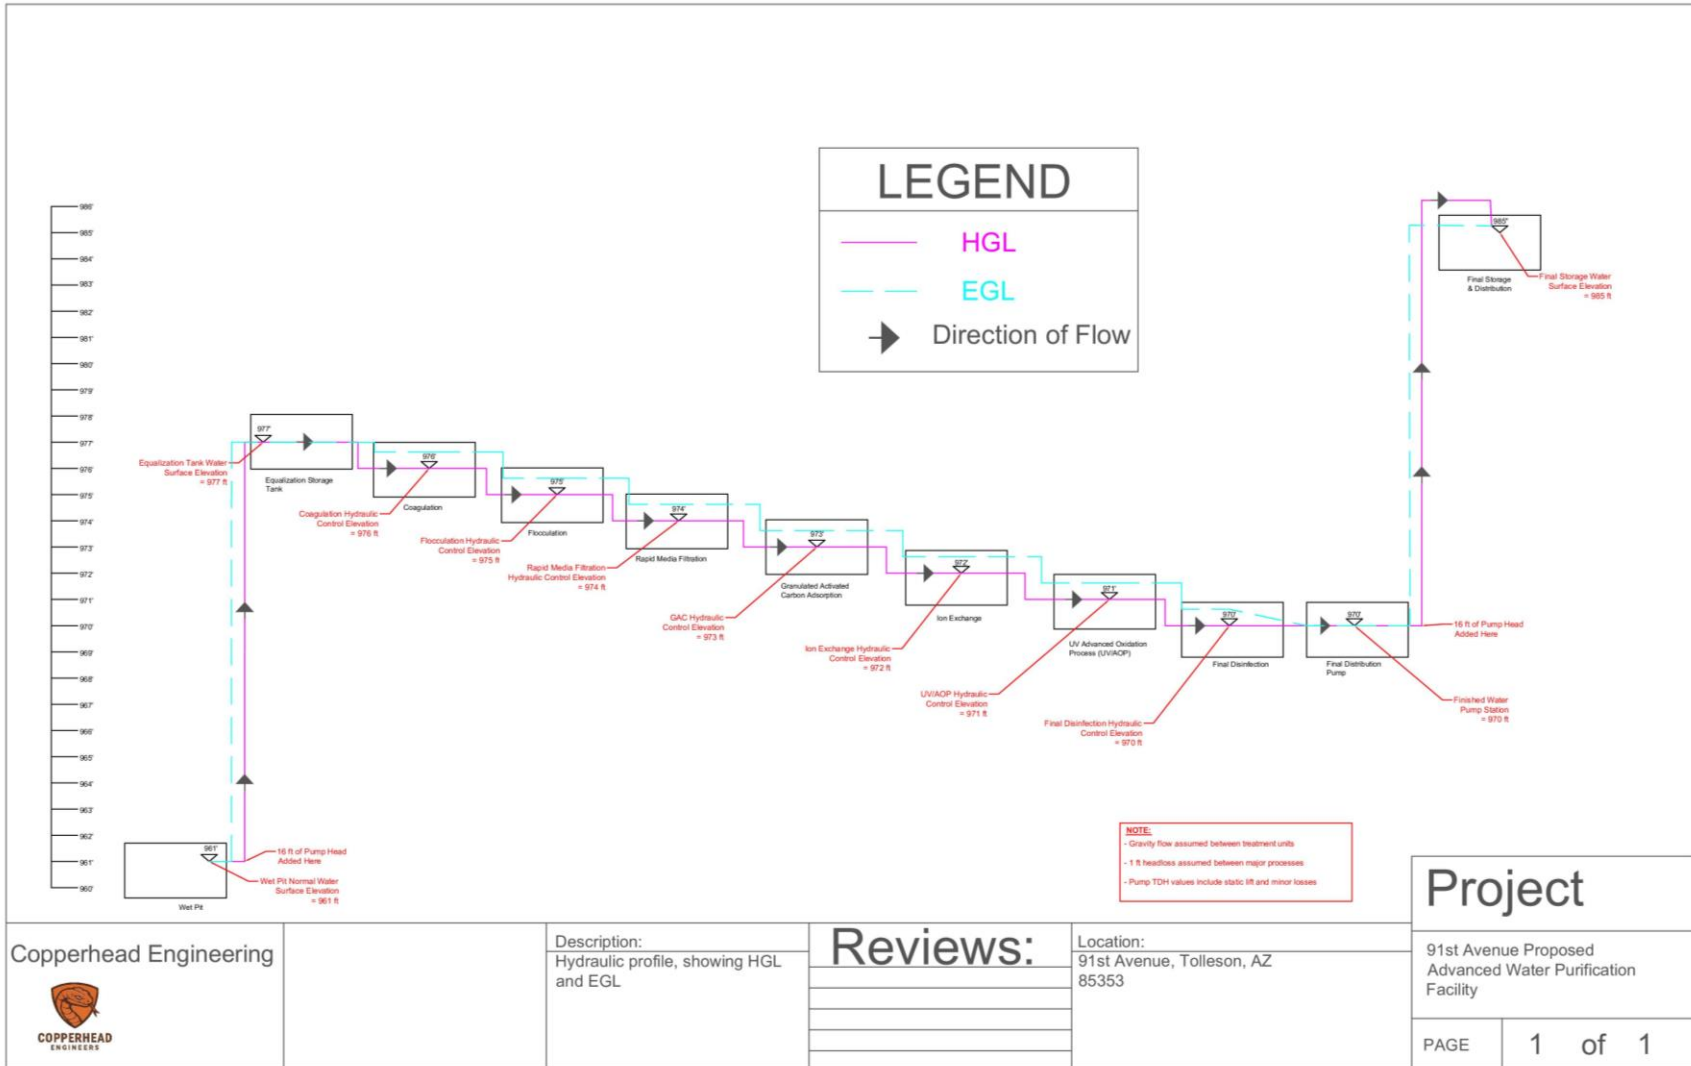 LEGEND
HGL
EGL
Direction of Flow
986'
985'
984'
983'
982'
981'
980'
979'
978'
977'
976'
975'
974'
973'
972'
971'
970'
969'
968'
967'
966'
965'
964'
963'
962'
961'
960'
961'
Wet Pit
16 ft of Pump Head
Added Here
Wet Pit Normal Water
Surface Elevation
= 961 ft
977'
Equalization Tank Water
Surface Elevation
= 977 ft
Equalization Storage
Tank
976'
Coagulation
Coagulation Hydraulic
Control Elevation
= 976 ft
975'
Flocculation
Flocculation Hydraulic
Control Elevation
= 975 ft
974'
Rapid Media Filtration
Rapid Media Filtration
Hydraulic Control Elevation
= 974 ft
973'
Granulated Activated
Carbon Adsorption
GAC Hydraulic
Control Elevation
= 973 ft
972'
Ion Exchange
Ion Exchange Hydraulic
Control Elevation
= 972 ft
971'
UV Advanced Oxidation
Process (UV/AOP)
UV/AOP Hydraulic
Control Elevation
= 971 ft
970'
Final Disinfection
Final Disinfection Hydraulic
Control Elevation
= 970 ft
970'
Final Distribution
Pump
16 ft of Pump Head
Added Here
Finished Water
Pump Station
= 970 ft
985'
Final Storage
& Distribution
Final Storage Water
Surface Elevation
= 985 ft
NOTE:
- Gravity flow assumed between treatment units
- 1 ft headloss assumed between major processes
- Pump TDH values include static lift and minor losses
Copperhead Engineering
COPPERHEAD
ENGINEERS
Description:
Hydraulic profile, showing HGL
and EGL
Reviews:
Location:
91st Avenue, Tolleson, AZ
85353
Project
91st Avenue Proposed
Advanced Water Purification
Facility
PAGE 1 of 1